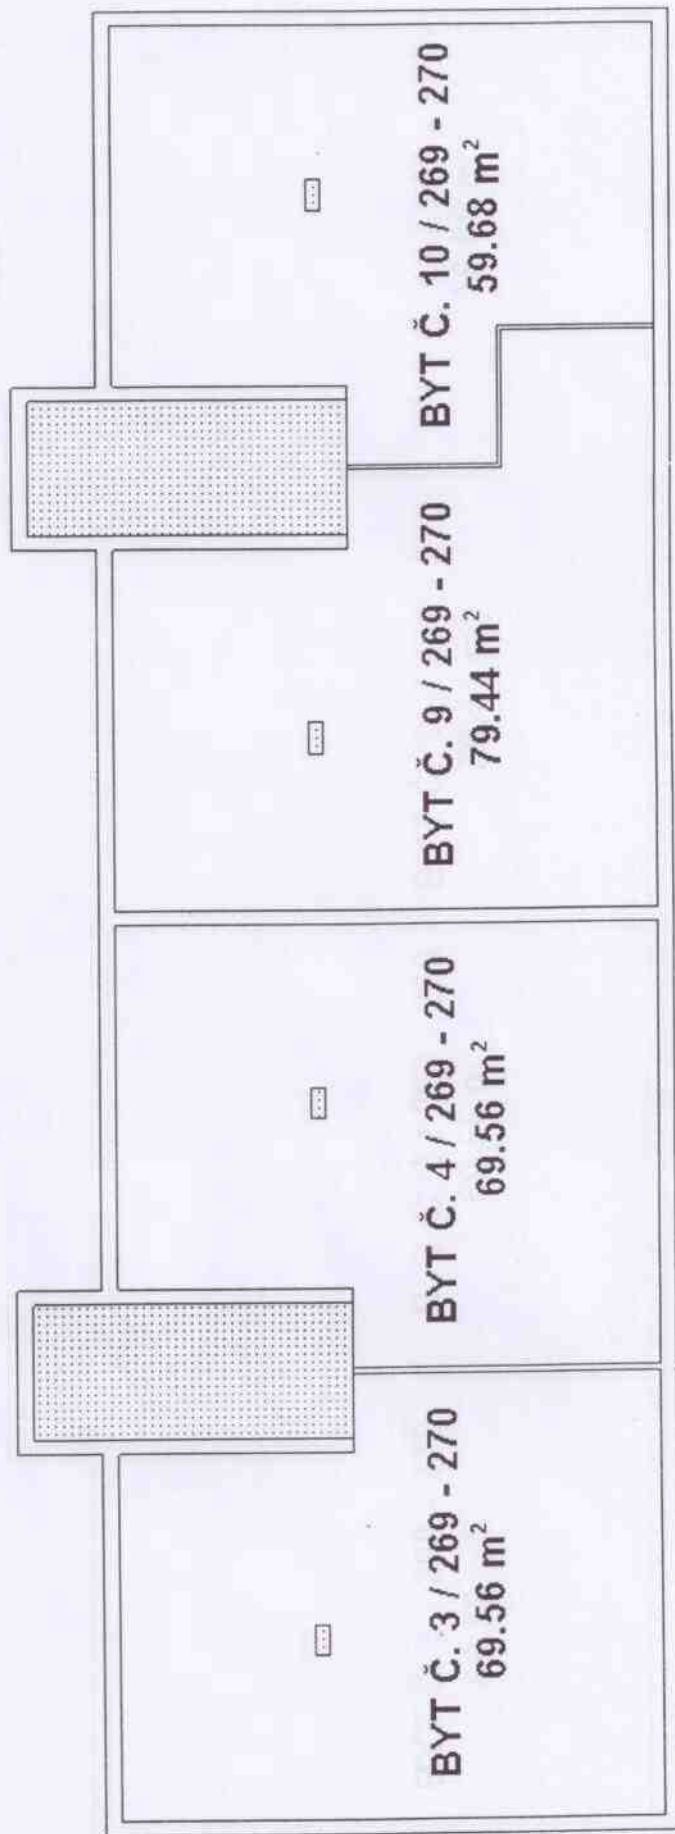 BYT Č. 3 / 269 - 270
69.56 m²
BYT Č. 4 / 269 - 270
69.56 m²
BYT Č. 9 / 269 - 270
79.44 m²
BYT Č. 10 / 269 - 270
59.68 m²